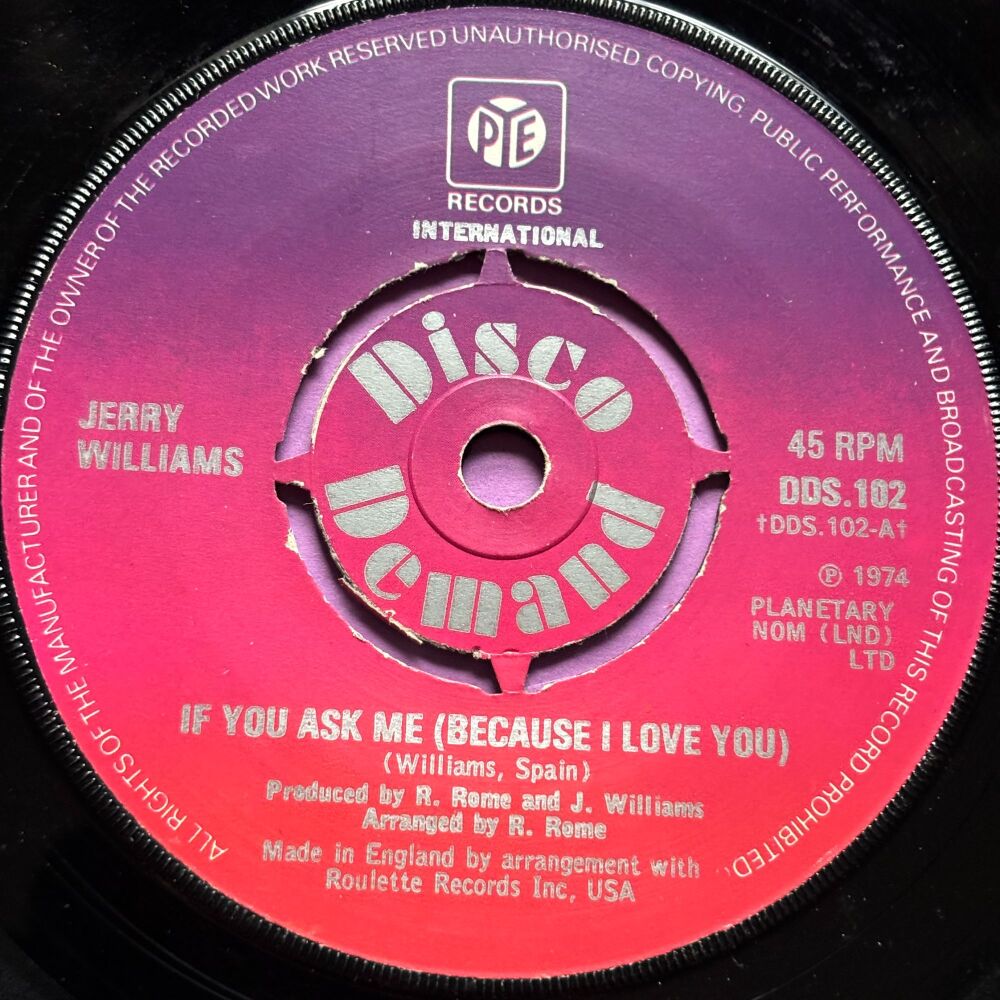 ALL RIGHTS OF THE MANUFACTURER AND OF THE OWNER OF THE RECORDED WORK RESERVED UNAUTHORISED COPYING, PUBLIC PERFORMANCE AND BROADCASTING OF THIS RECORD PROHIBITED.
PYE
RECORDS
INTERNATIONAL
Disco
Demand
JERRY
WILLIAMS
45 RPM
DDS.102
†DDS.102-A†
℗ 1974
PLANETARY
NOM (LND)
LTD
IF YOU ASK ME (BECAUSE I LOVE YOU)
(Williams, Spain)
Produced by R. Rome and J. Williams
Arranged by R. Rome
Made in England by arrangement with
Roulette Records Inc, USA